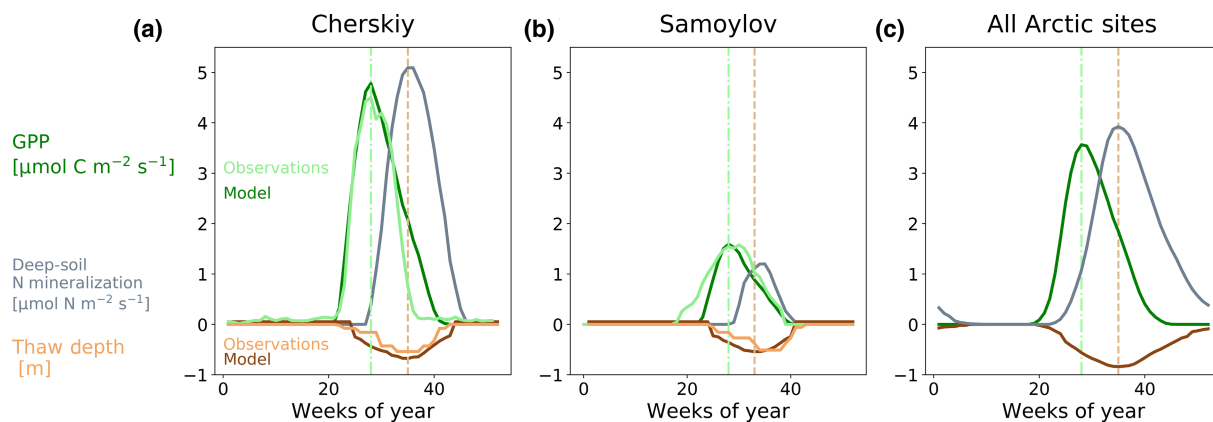 (a)
Cherskiy
(b)
Samoylov
(c)
All Arctic sites
GPP
[μmol C m⁻² s⁻¹]
Deep-soil
N mineralization
[μmol N m⁻² s⁻¹]
Thaw depth
[m]
5
4
3
2
1
0
−1
Observations
Model
Observations
Model
0
20
40
Weeks of year
5
4
3
2
1
0
−1
0
20
40
Weeks of year
5
4
3
2
1
0
−1
0
20
40
Weeks of year